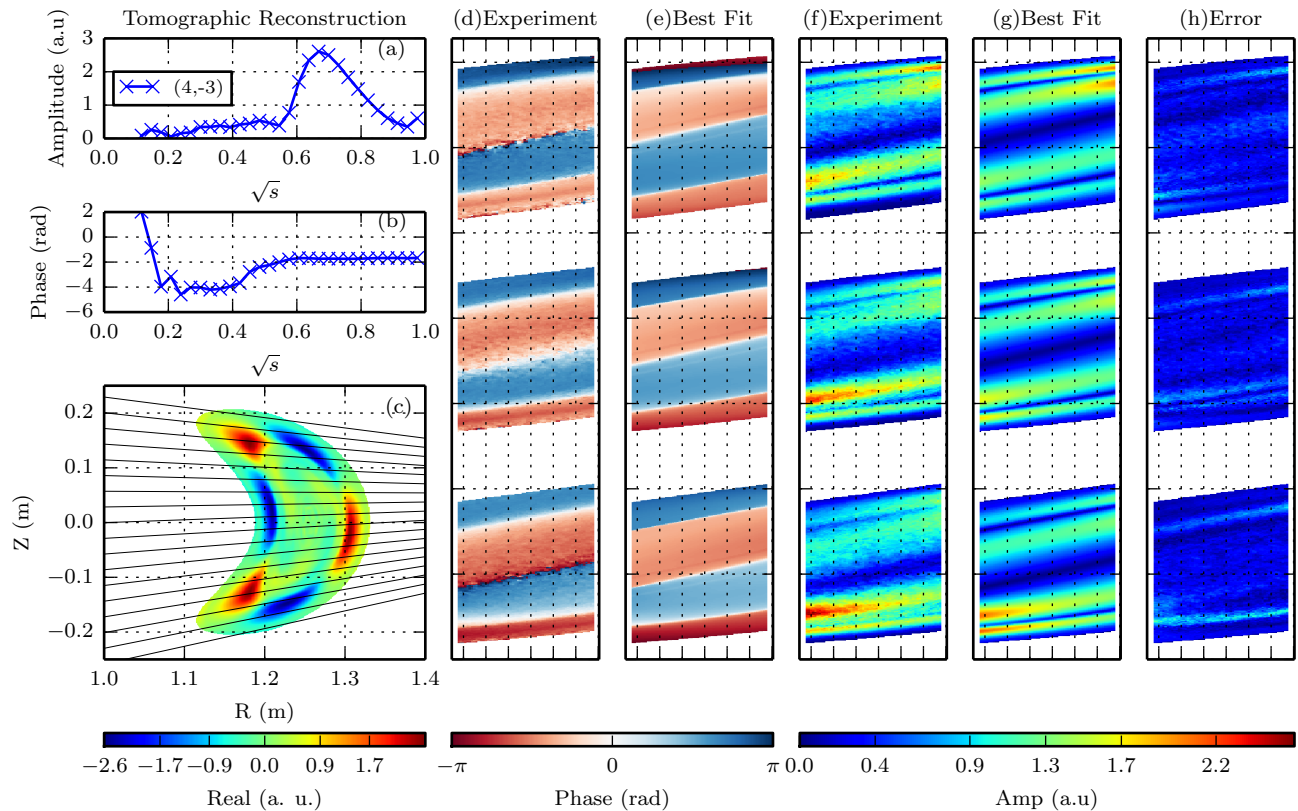 Tomographic Reconstruction
(d)Experiment
(e)Best Fit
(f)Experiment
(g)Best Fit
(h)Error
Amplitude (a.u)
3
2
1
0
(a)
(4,-3)
0.0 0.2 0.4 0.6 0.8 1.0
√s
Phase (rad)
2
0
−2
−4
−6
(b)
0.0 0.2 0.4 0.6 0.8 1.0
√s
Z (m)
0.2
0.1
0.0
−0.1
−0.2
(c)
1.0 1.1 1.2 1.3 1.4
R (m)
−2.6 −1.7 −0.9 0.0 0.9 1.7
Real (a. u.)
−π 0 π
Phase (rad)
0.0 0.4 0.9 1.3 1.7 2.2
Amp (a.u)